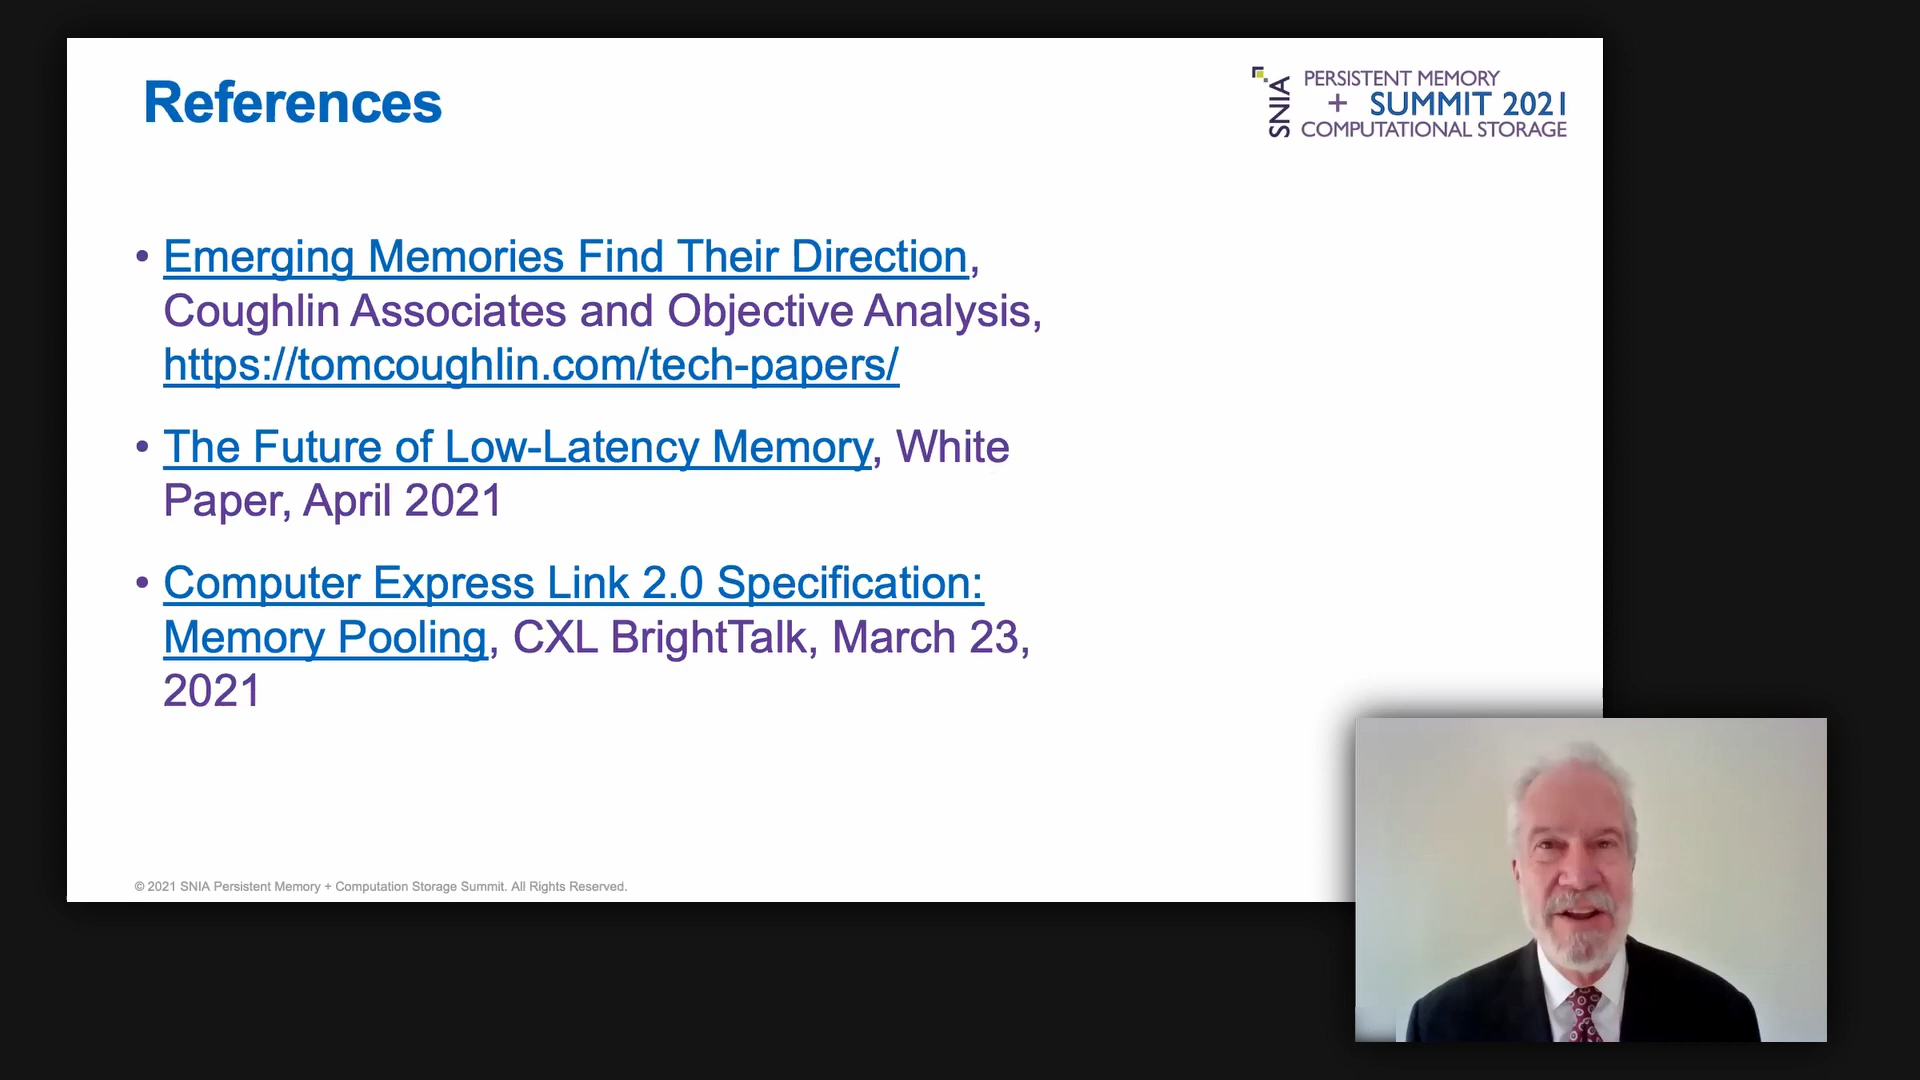 References
SNIA
PERSISTENT MEMORY
+ SUMMIT 2021
COMPUTATIONAL STORAGE
• Emerging Memories Find Their Direction,
Coughlin Associates and Objective Analysis,
https://tomcoughlin.com/tech-papers/
• The Future of Low-Latency Memory, White
Paper, April 2021
• Computer Express Link 2.0 Specification:
Memory Pooling, CXL BrightTalk, March 23,
2021
© 2021 SNIA Persistent Memory + Computation Storage Summit. All Rights Reserved.